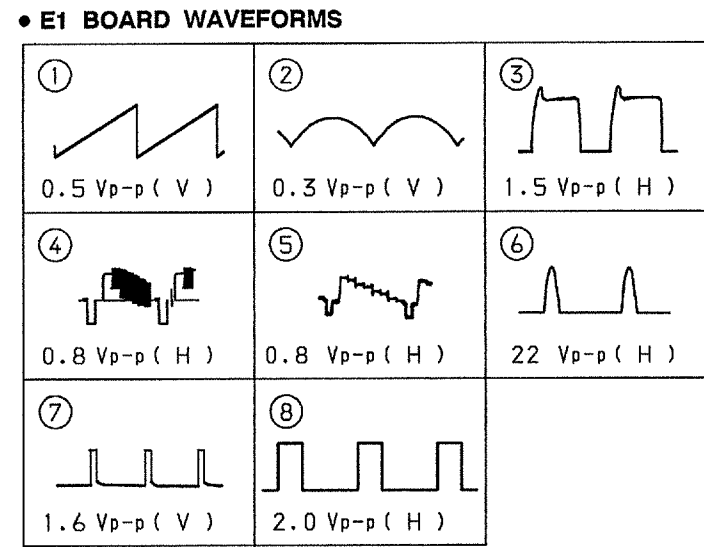 • E1 BOARD WAVEFORMS
① ② ③
0.5 Vp-p ( V ) 0.3 Vp-p ( V ) 1.5 Vp-p ( H )
④ ⑤ ⑥
0.8 Vp-p ( H ) 0.8 Vp-p ( H ) 22 Vp-p ( H )
⑦ ⑧
1.6 Vp-p ( V ) 2.0 Vp-p ( H )